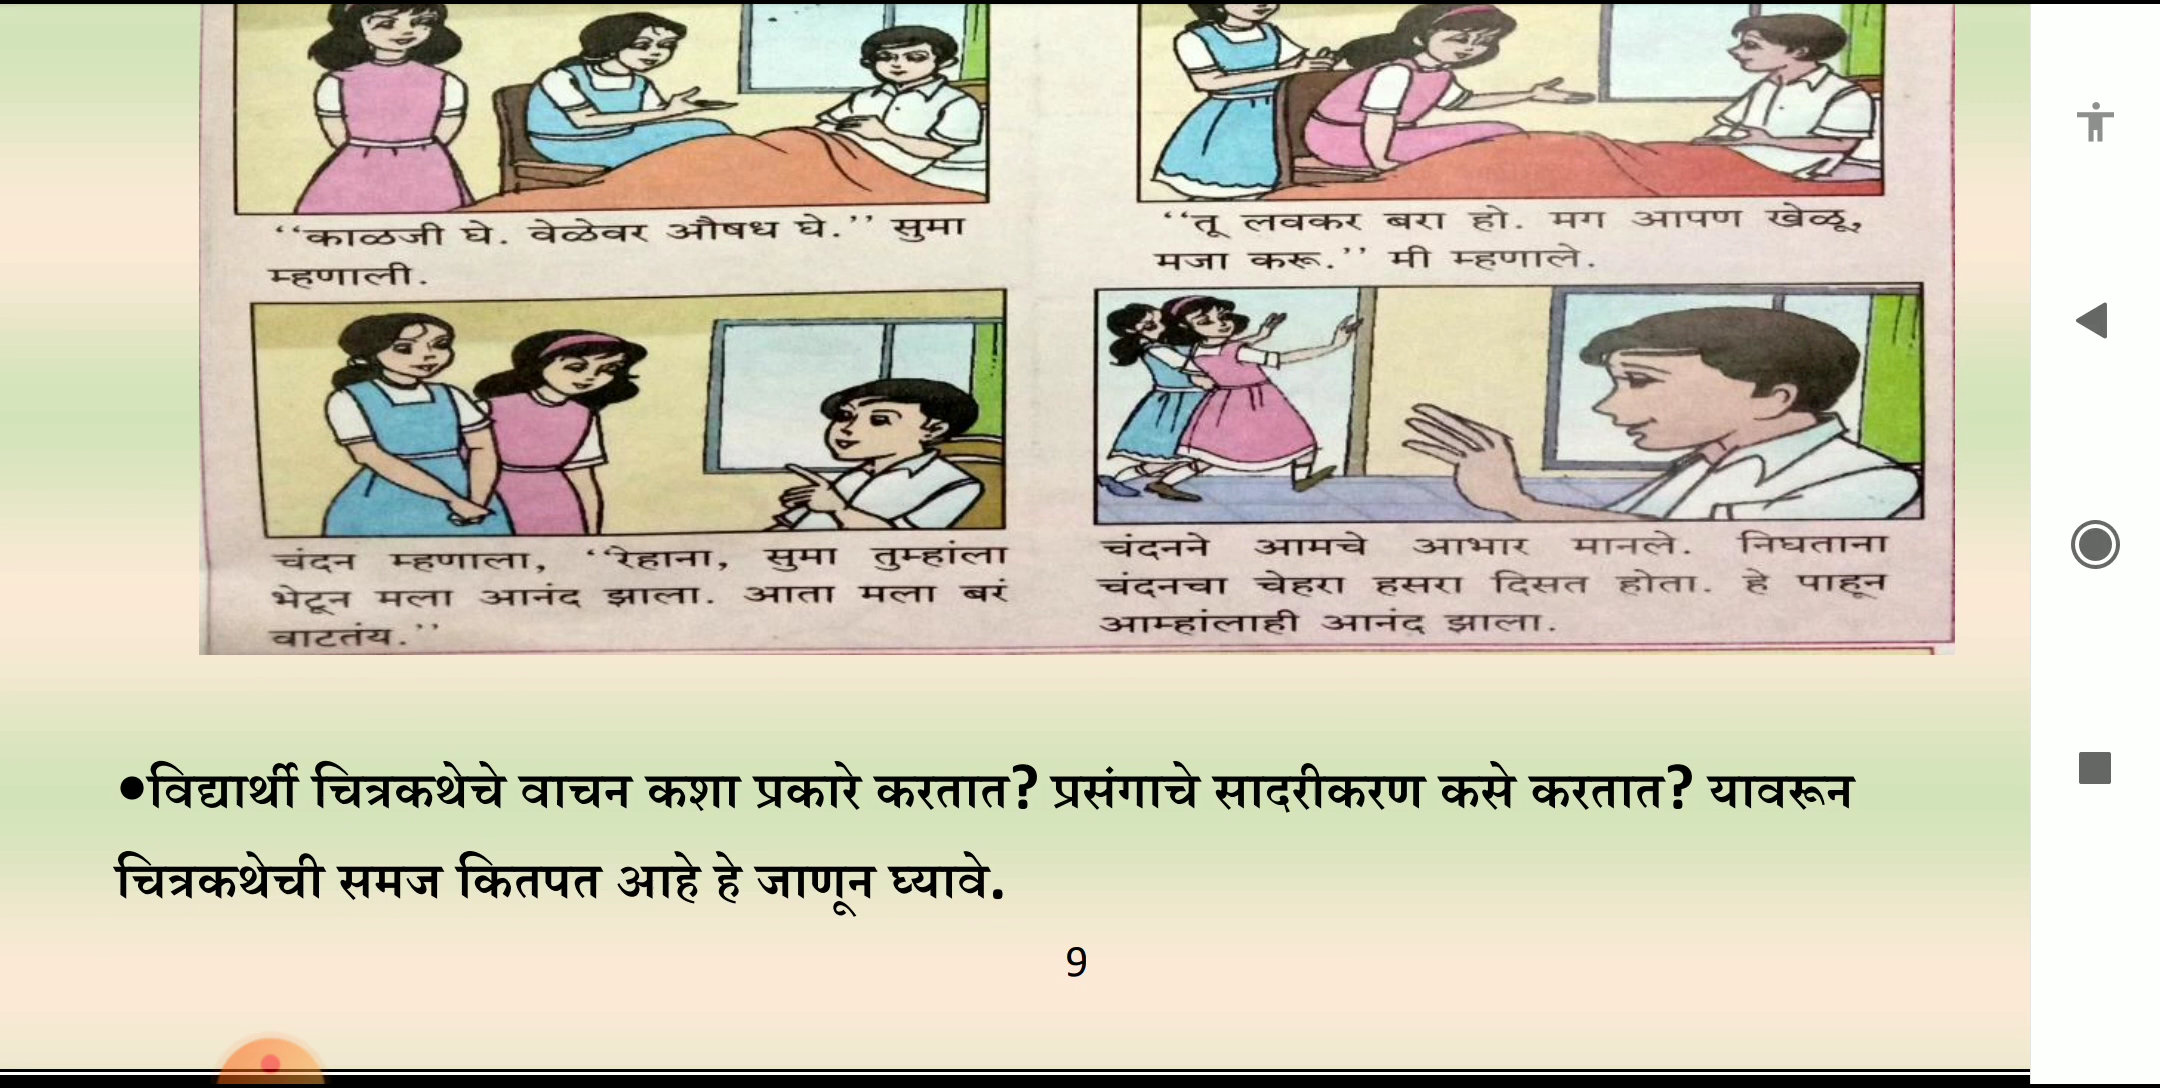 ‘‘काळजी घे. वेळेवर औषध घे.’’ सुमा
म्हणाली.
‘‘तू लवकर बरा हो. मग आपण खेळू,
मजा करू.’’ मी म्हणाले.
चंदन म्हणाला, ‘‘रेहाना, सुमा तुम्हांला
भेटून मला आनंद झाला. आता मला बरं
वाटतंय.’’
चंदनने आमचे आभार मानले. निघताना
चंदनचा चेहरा हसरा दिसत होता. हे पाहून
आम्हांलाही आनंद झाला.
•विद्यार्थी चित्रकथेचे वाचन कशा प्रकारे करतात? प्रसंगाचे सादरीकरण कसे करतात? यावरून
चित्रकथेची समज कितपत आहे हे जाणून घ्यावे.
9